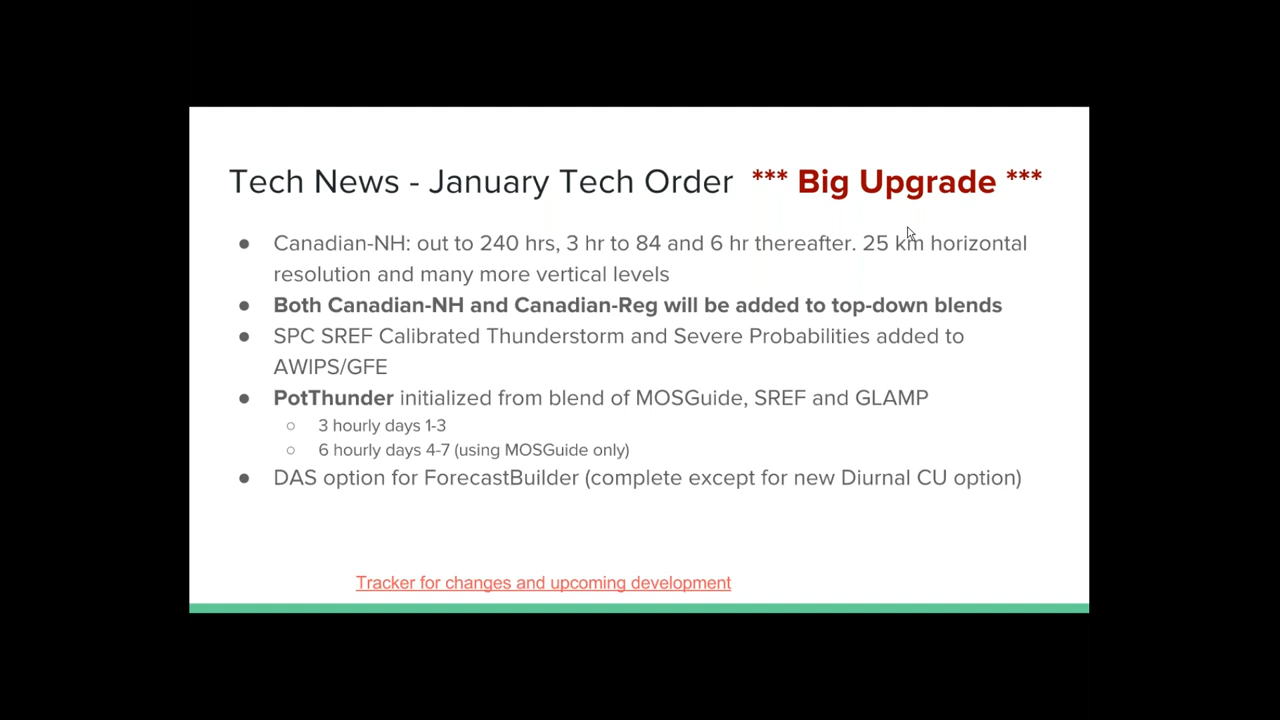 Tech News - January Tech Order *** Big Upgrade ***
● Canadian-NH: out to 240 hrs, 3 hr to 84 and 6 hr thereafter. 25 km horizontal
resolution and many more vertical levels
● Both Canadian-NH and Canadian-Reg will be added to top-down blends
● SPC SREF Calibrated Thunderstorm and Severe Probabilities added to
AWIPS/GFE
● PotThunder initialized from blend of MOSGuide, SREF and GLAMP
○ 3 hourly days 1-3
○ 6 hourly days 4-7 (using MOSGuide only)
● DAS option for ForecastBuilder (complete except for new Diurnal CU option)
Tracker for changes and upcoming development